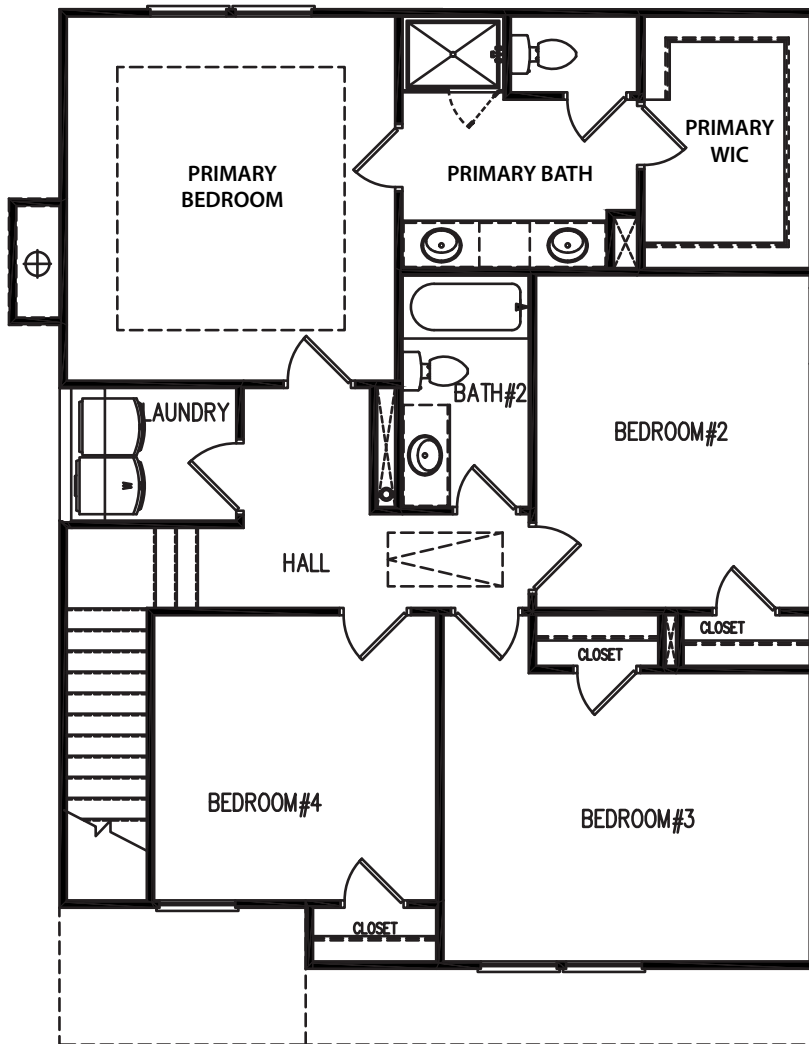 PRIMARY
BEDROOM
PRIMARY BATH
PRIMARY
WIC
LAUNDRY
W
BATH#2
BEDROOM#2
HALL
CLOSET
CLOSET
BEDROOM#4
BEDROOM#3
CLOSET